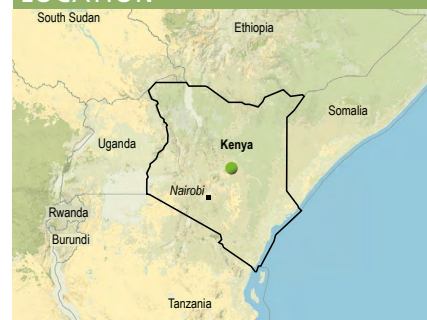 LOCATION
South Sudan
Ethiopia
Somalia
Uganda
Kenya
Nairobi
Rwanda
Burundi
Tanzania